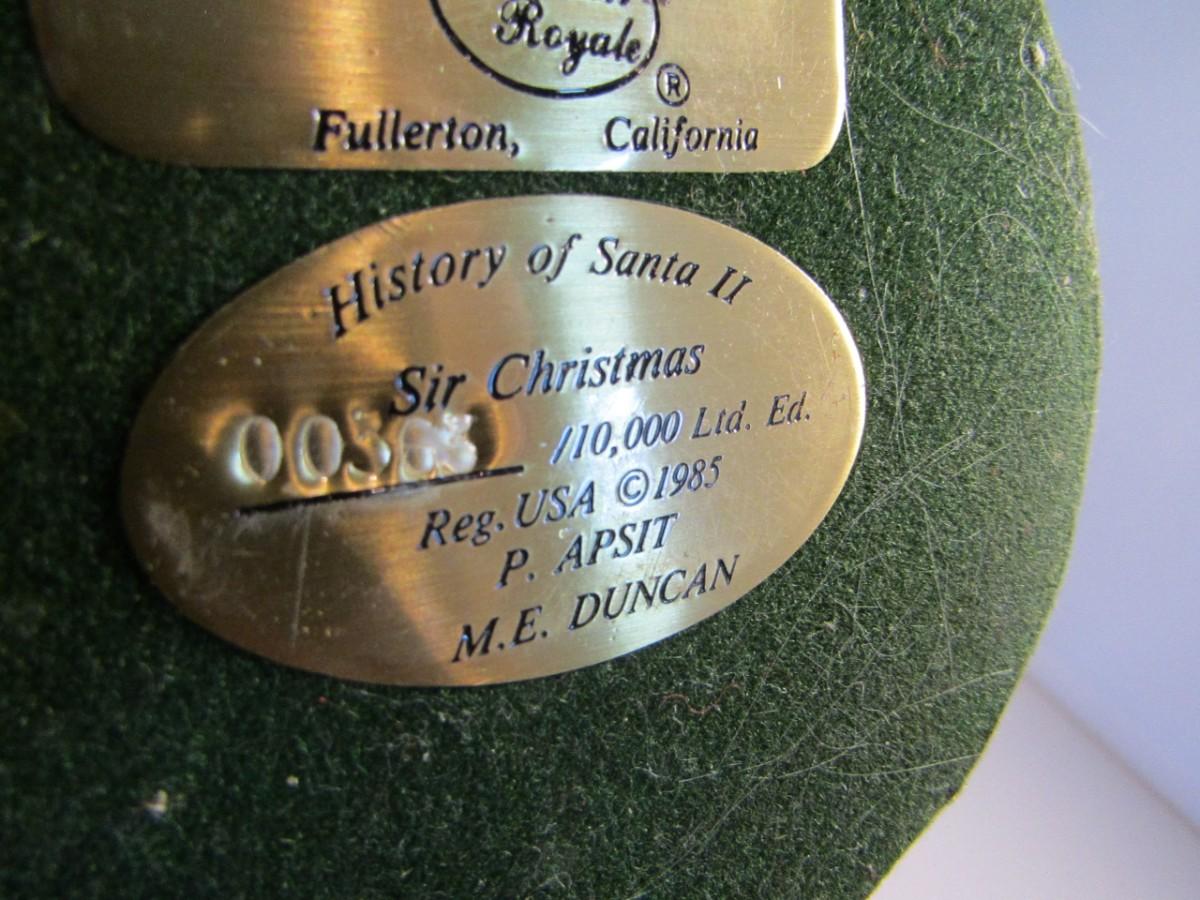 Royale
®
Fullerton, California
History of Santa II
Sir Christmas
/10,000 Ltd. Ed.
Reg. USA ©1985
P. APSIT
M.E. DUNCAN